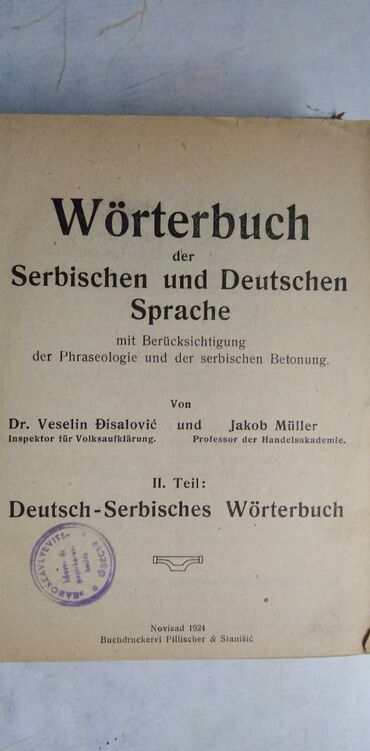 Wörterbuch
der
Serbischen und Deutschen
Sprache
mit Berücksichtigung
der Phraseologie und der serbischen Betonung.
Von
Dr. Veselin Đisalović und Jakob Müller
Inspektor für Volksaufklärung. Professor der Handelsakademie.
II. Teil:
Deutsch-Serbisches Wörterbuch
Novisad 1924
Buchdruckerei Pillischer & Stanišić